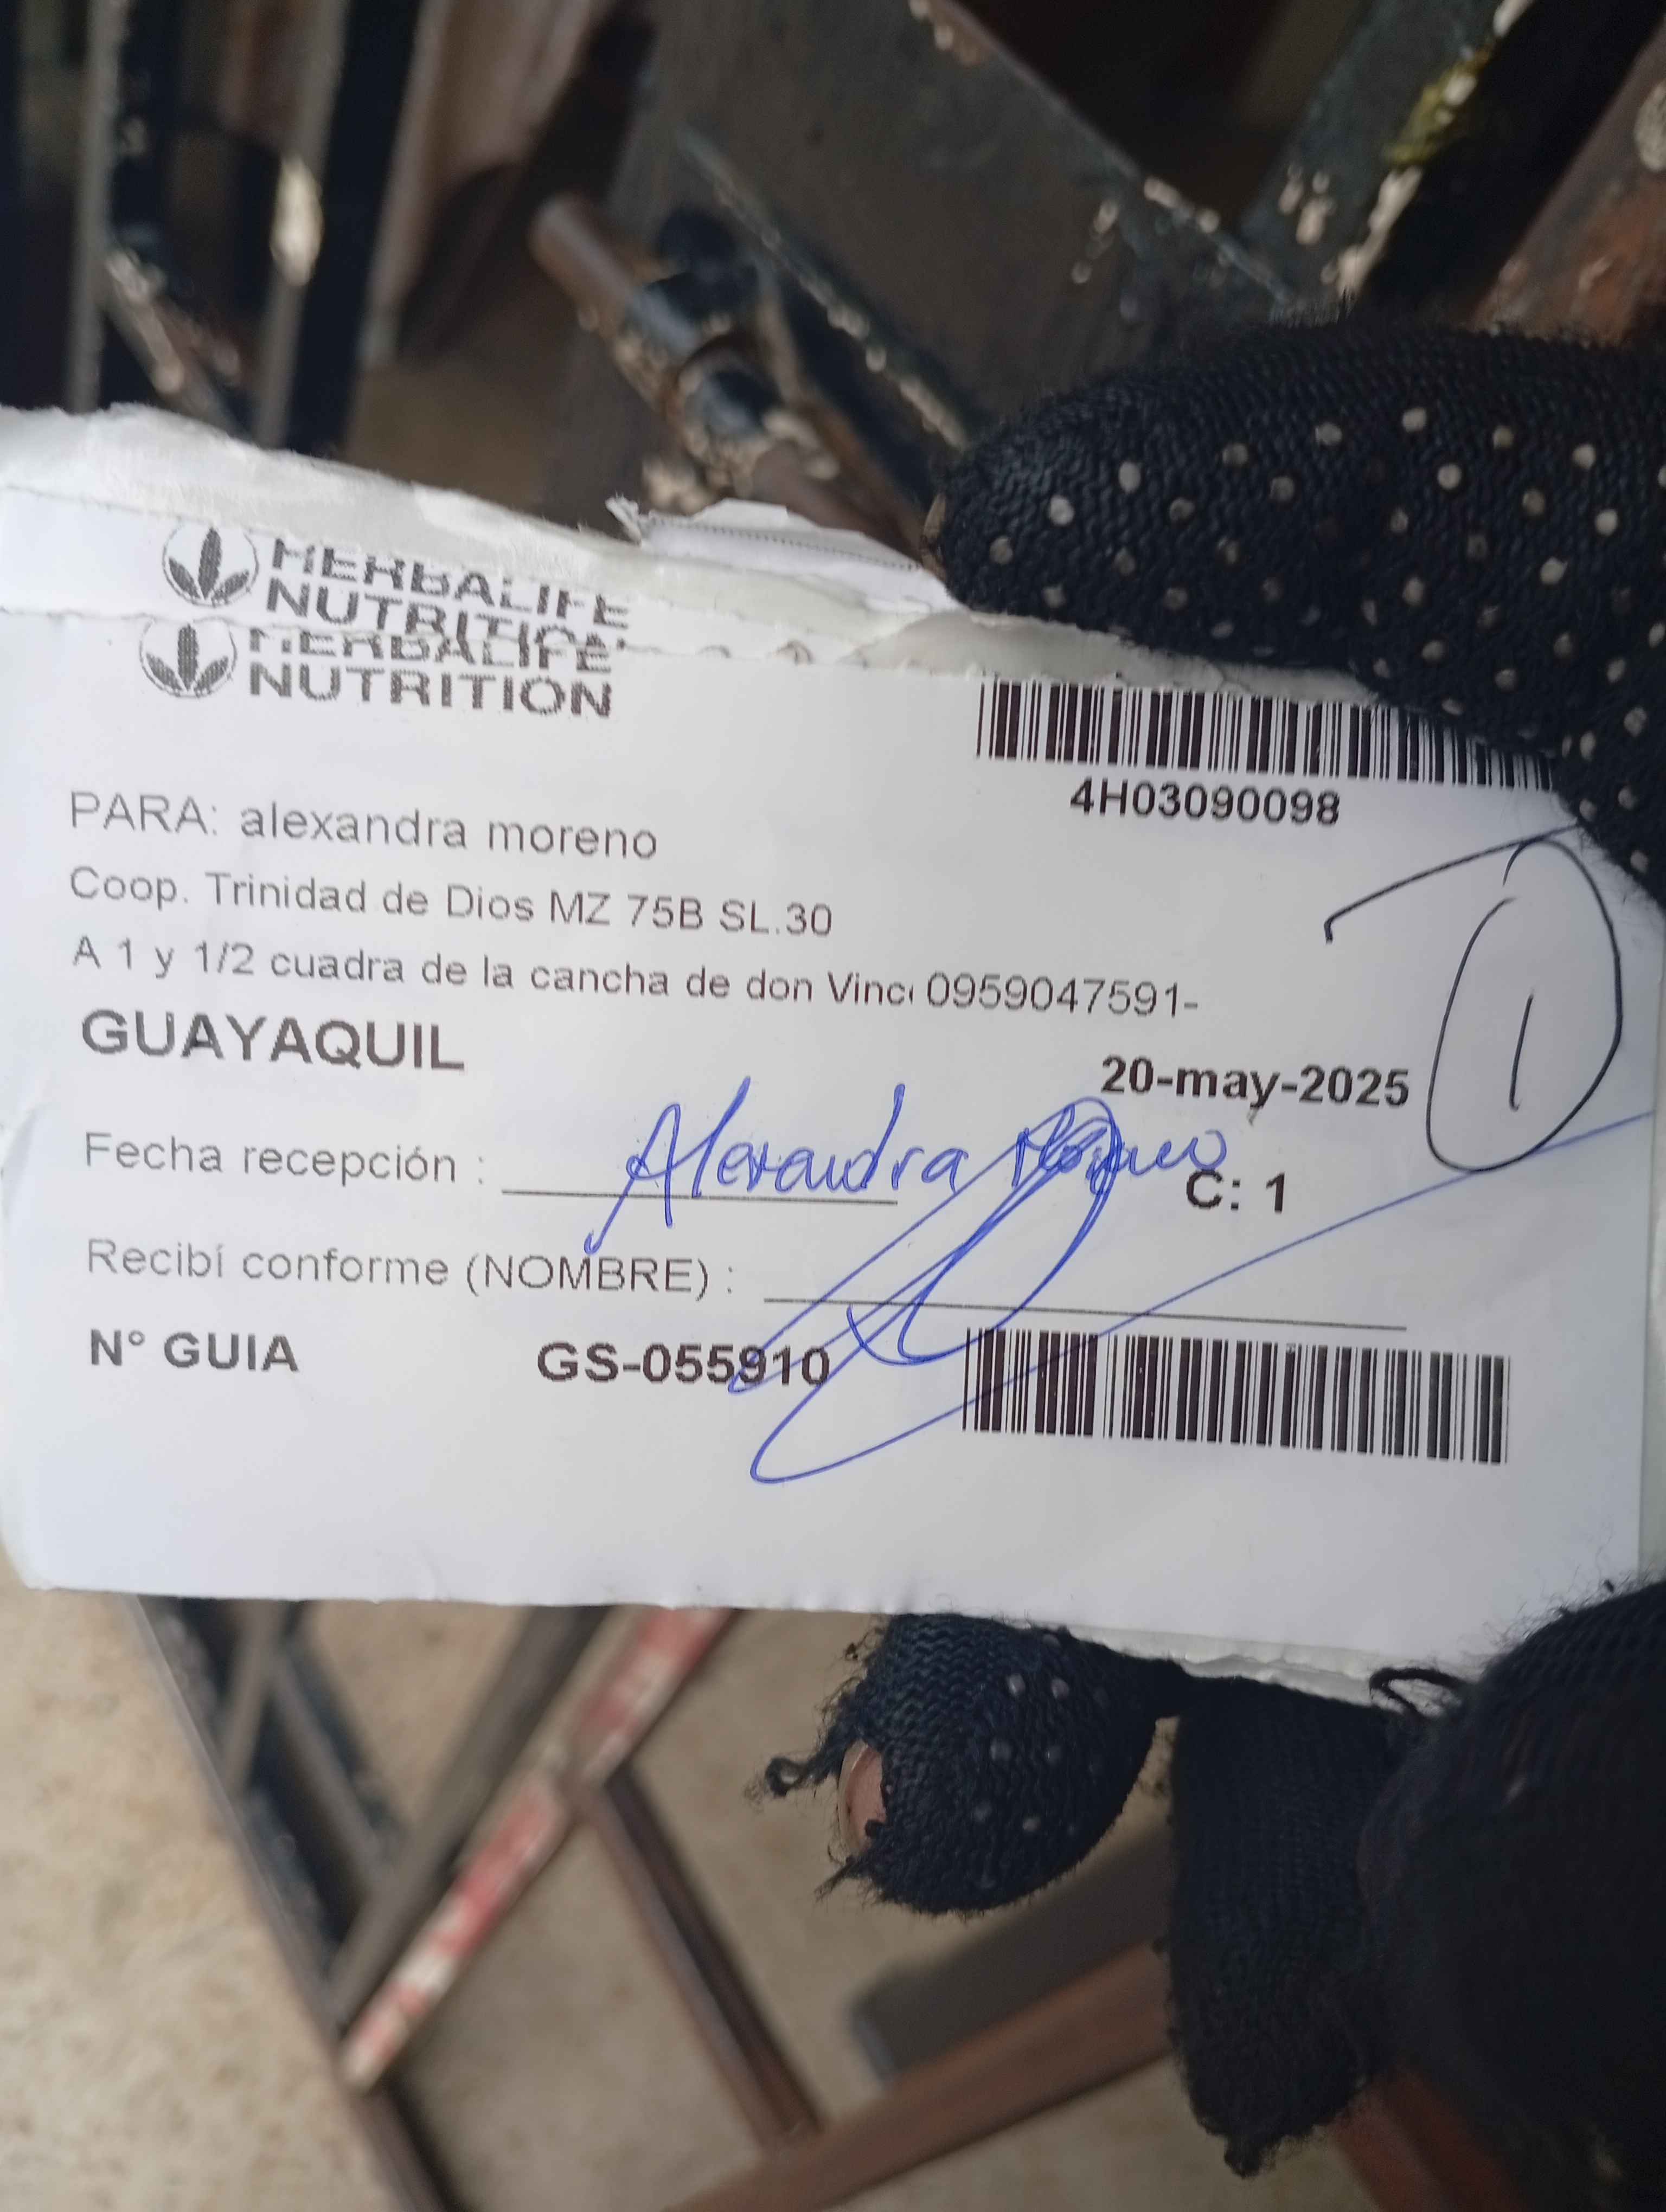 HERBALIFE
NUTRITION
HERBALIFE
NUTRITION
4H03090098
PARA: alexandra moreno
Coop. Trinidad de Dios MZ 75B SL.30
A 1 y 1/2 cuadra de la cancha de don Vinc 0959047591-
GUAYAQUIL
20-may-2025
1
Fecha recepción : Alexandra
C: 1
Recibí conforme (NOMBRE) :
N° GUIA GS-055910